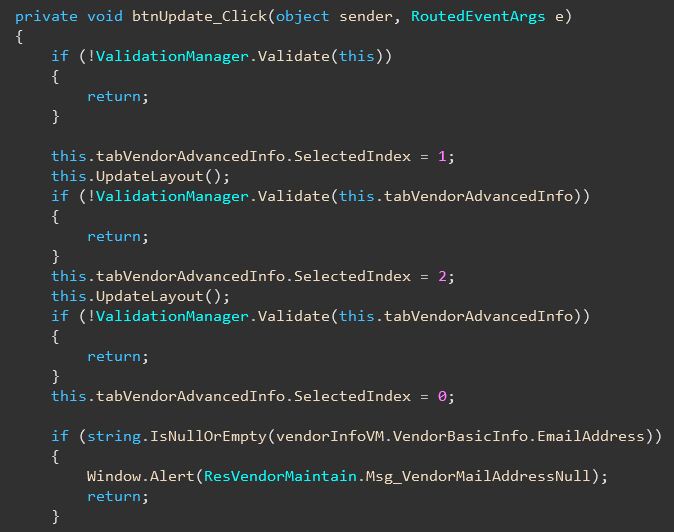 private void btnUpdate_Click(object sender, RoutedEventArgs e)
{
    if (!ValidationManager.Validate(this))
    {
        return;
    }

    this.tabVendorAdvancedInfo.SelectedIndex = 1;
    this.UpdateLayout();
    if (!ValidationManager.Validate(this.tabVendorAdvancedInfo))
    {
        return;
    }
    this.tabVendorAdvancedInfo.SelectedIndex = 2;
    this.UpdateLayout();
    if (!ValidationManager.Validate(this.tabVendorAdvancedInfo))
    {
        return;
    }
    this.tabVendorAdvancedInfo.SelectedIndex = 0;

    if (string.IsNullOrEmpty(vendorInfoVM.VendorBasicInfo.EmailAddress))
    {
        Window.Alert(ResVendorMaintain.Msg_VendorMailAddressNull);
        return;
    }